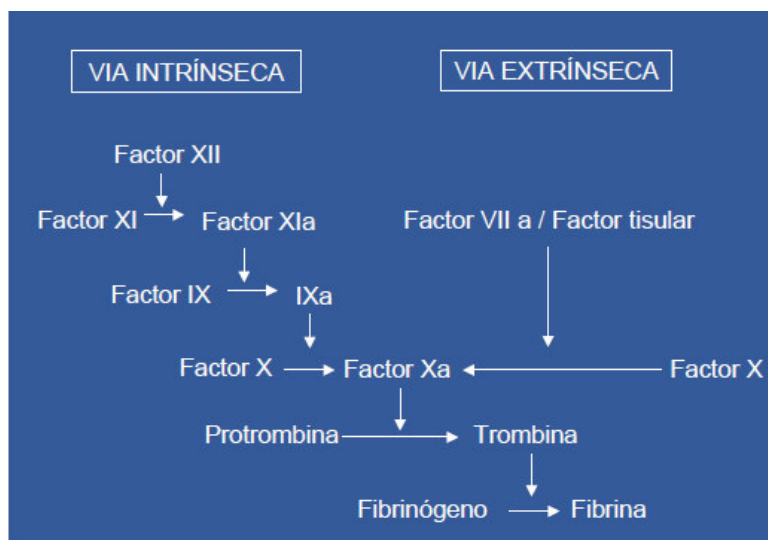 VIA INTRÍNSECA
VIA EXTRÍNSECA
Factor XII
Factor XI
Factor XIa
Factor VII a / Factor tisular
Factor IX
IXa
Factor X
Factor Xa
Factor X
Protrombina
Trombina
Fibrinógeno
Fibrina